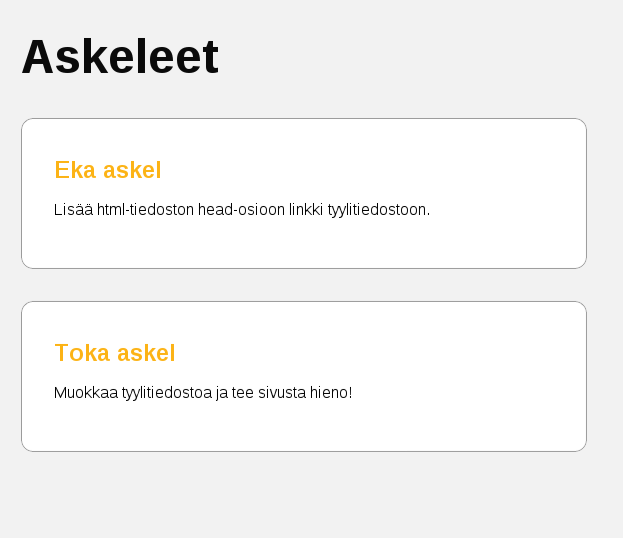 Askeleet
Eka askel
Lisää html-tiedoston head-osioon linkki tyylitiedostoon.
Toka askel
Muokkaa tyylitiedostoa ja tee sivusta hieno!